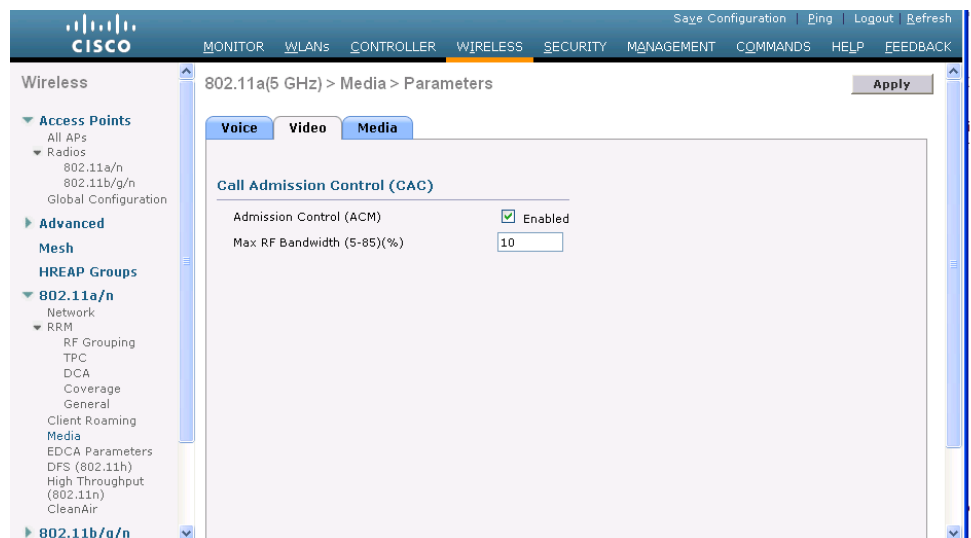 Save Configuration | Ping | Logout | Refresh
CISCO
MONITOR WLANs CONTROLLER WIRELESS SECURITY MANAGEMENT COMMANDS HELP FEEDBACK
Wireless
Access Points
All APs
Radios
802.11a/n
802.11b/g/n
Global Configuration
Advanced
Mesh
HREAP Groups
802.11a/n
Network
RRM
RF Grouping
TPC
DCA
Coverage
General
Client Roaming
Media
EDCA Parameters
DFS (802.11h)
High Throughput
(802.11n)
CleanAir
802.11b/g/n
802.11a(5 GHz) > Media > Parameters
Apply
Voice Video Media
Call Admission Control (CAC)
Admission Control (ACM) Enabled
Max RF Bandwidth (5-85)(%) 10